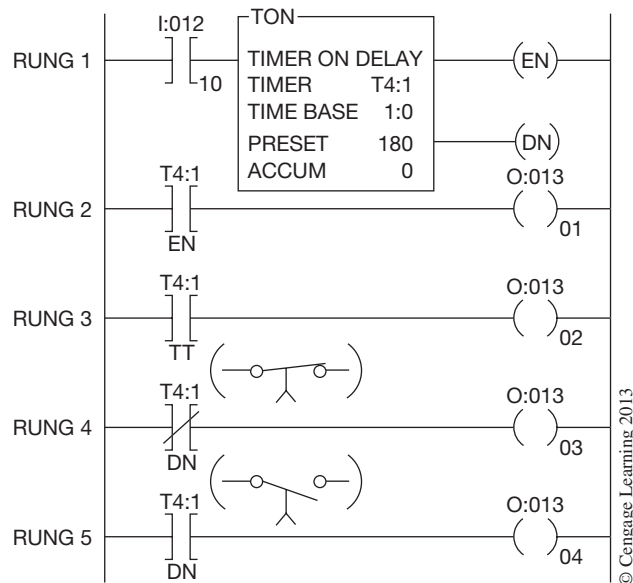 I:012
TON
RUNG 1
10
TIMER ON DELAY
TIMER T4:1
TIME BASE 1:0
PRESET 180
ACCUM 0
EN
DN
T4:1
O:013
RUNG 2
EN
01
T4:1
O:013
RUNG 3
TT
02
T4:1
O:013
RUNG 4
DN
03
T4:1
O:013
RUNG 5
DN
04
© Cengage Learning 2013